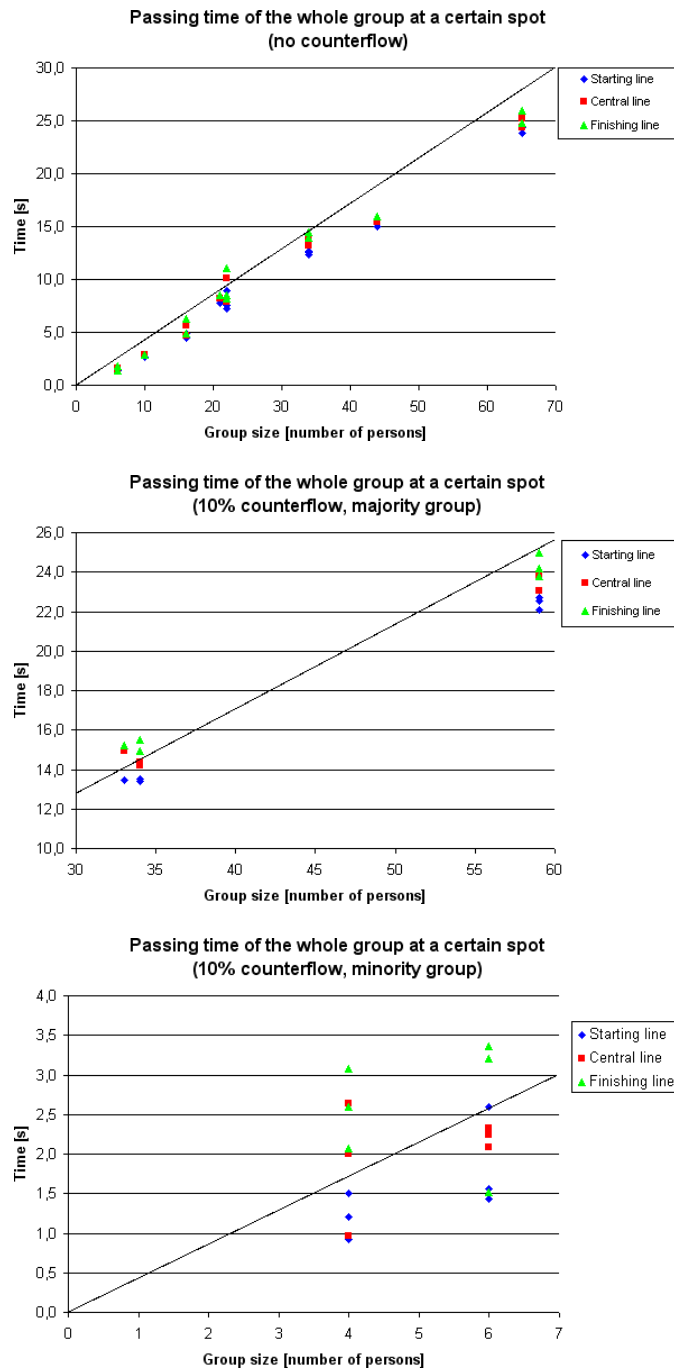 Passing time of the whole group at a certain spot
(no counterflow)
30,0
25,0
20,0
15,0
10,0
5,0
0,0
Time [s]
0 10 20 30 40 50 60 70
Group size [number of persons]
Starting line
Central line
Finishing line
Passing time of the whole group at a certain spot
(10% counterflow, majority group)
26,0
24,0
22,0
20,0
18,0
16,0
14,0
12,0
10,0
Time [s]
30 35 40 45 50 55 60
Group size [number of persons]
Starting line
Central line
Finishing line
Passing time of the whole group at a certain spot
(10% counterflow, minority group)
4,0
3,5
3,0
2,5
2,0
1,5
1,0
0,5
0,0
Time [s]
0 1 2 3 4 5 6 7
Group size [number of persons]
Starting line
Central line
Finishing line